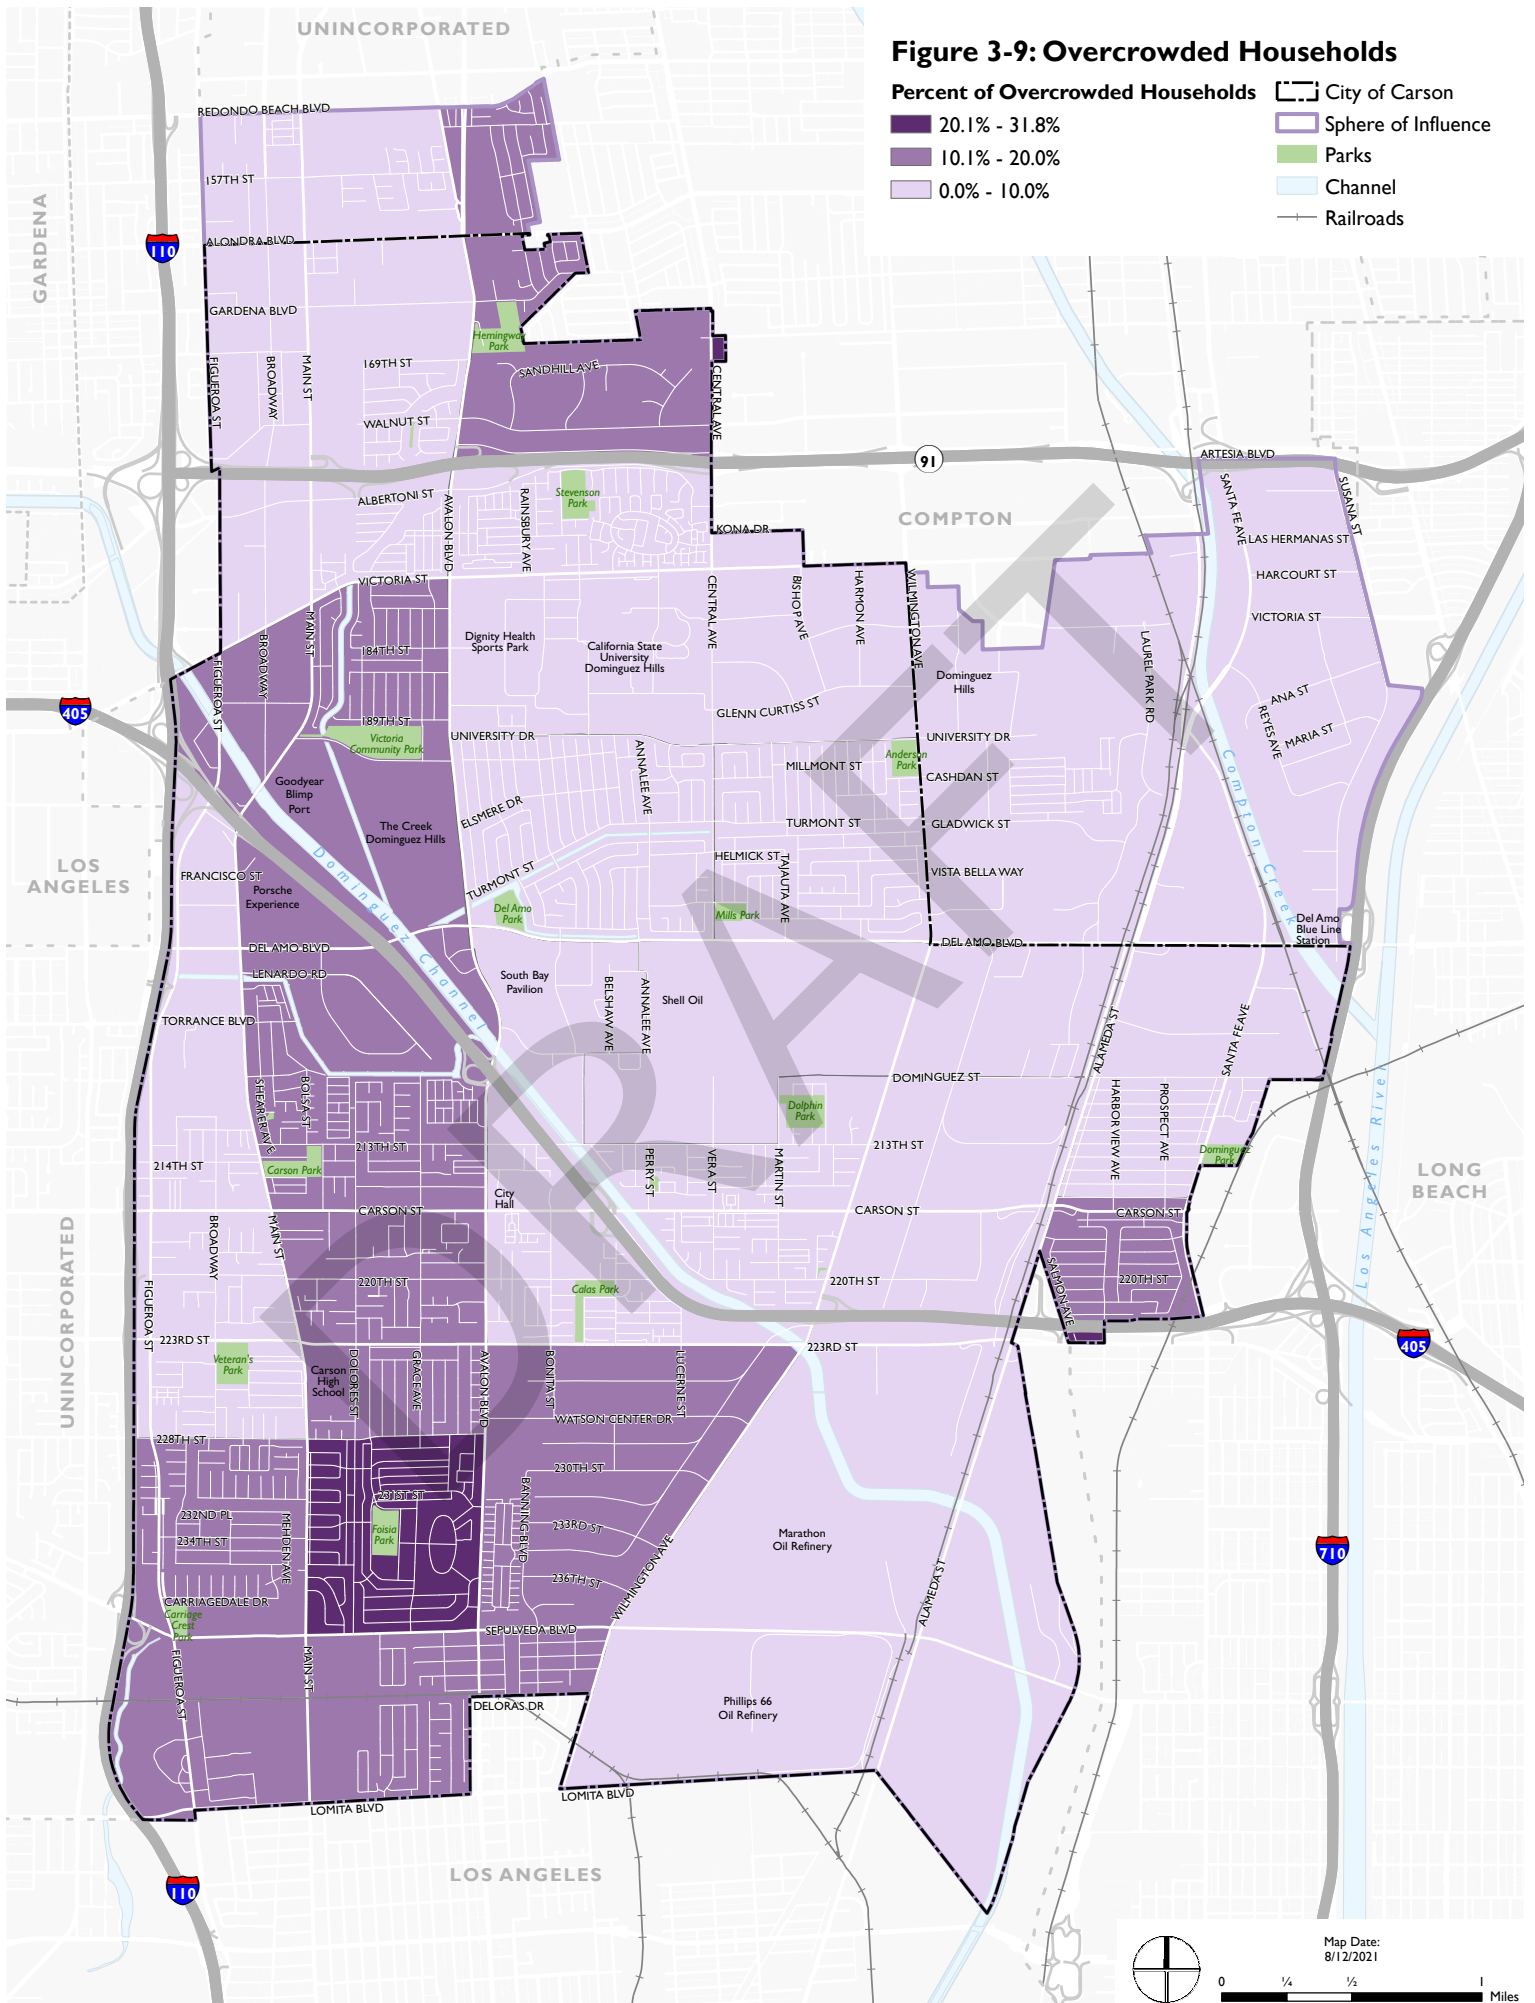 UNINCORPORATED
Figure 3-9: Overcrowded Households
Percent of Overcrowded Households
20.1% - 31.8%
10.1% - 20.0%
0.0% - 10.0%
City of Carson
Sphere of Influence
Parks
Channel
Railroads
REDONDO BEACH BLVD
157TH ST
GARDENA
ALONDRA BLVD
110
GARDENA BLVD
Hemingway
Park
169TH ST
SANDHILL AVE
FIGUEROA ST
BROADWAY
MAIN ST
CENTRAL AVE
WALNUT ST
91
ARTESIA BLVD
ALBERTONI ST
AVALON BLVD
RAINSBURY AVE
Stevenson
Park
KONA DR
COMPTON
SANTA FE AVE
SUSANA ST
LAS HERMANAS ST
VICTORIA ST
HARCOURT ST
CENTRAL AVE
BISHOP AVE
HARMON AVE
WILMINGTON AVE
VICTORIA ST
MAIN ST
BROADWAY
FIGUEROA ST
184TH ST
Dignity Health
Sports Park
California State
University
Dominguez Hills
Dominguez
Hills
LAUREL PARK RD
ANA ST
REYES AVE
MARIA ST
GLENN CURTISS ST
405
189TH ST
Victoria
Community Park
UNIVERSITY DR
UNIVERSITY DR
ANNALEE AVE
MILLMONT ST
Anderson
Park
CASHDAN ST
Compton Creek
Goodyear
Blimp
Port
The Creek
Dominguez Hills
ELSMERE DR
TURMONT ST
GLADWICK ST
LOS
ANGELES
FRANCISCO ST
Porsche
Experience
Dominguez Channel
TURMONT ST
HELMICK ST
TAJAUTA AVE
VISTA BELLA WAY
Del Amo
Park
Mills Park
Del Amo
Blue Line
Station
DEL AMO BLVD
DEL AMO BLVD
LENARDO RD
South Bay
Pavilion
BELSHAW AVE
ANNALEE AVE
Shell Oil
TORRANCE BLVD
ALAMEDA ST
SANTA FE AVE
Los Angeles River
SHEARER AVE
BOLSA ST
DOMINGUEZ ST
HARBOR VIEW AVE
PROSPECT AVE
Dolphin
Park
213TH ST
213TH ST
Dominguez
Park
214TH ST
Carson Park
PERRY ST
VERA ST
MARTIN ST
LONG
BEACH
City
Hall
CARSON ST
CARSON ST
CARSON ST
UNINCORPORATED
BROADWAY
MAIN ST
220TH ST
Calas Park
220TH ST
SALMON AVE
220TH ST
FIGUEROA ST
223RD ST
223RD ST
405
Veteran's
Park
Carson
High
School
DOLORES ST
GRACE AVE
AVALON BLVD
BONITA ST
LUCERNE ST
WATSON CENTER DR
228TH ST
230TH ST
231ST ST
BANNING BLVD
232ND PL
MEHDEN AVE
Foisia
Park
233RD ST
234TH ST
Marathon
Oil Refinery
710
236TH ST
WILMINGTON AVE
ALAMEDA ST
CARRIAGEDALE DR
Carriage
Crest
Park
SEPULVEDA BLVD
FIGUEROA ST
MAIN ST
DELORAS DR
Phillips 66
Oil Refinery
LOMITA BLVD
LOMITA BLVD
LOS ANGELES
110
DRAFT
Map Date:
8/12/2021
0 ¼ ½ 1
Miles